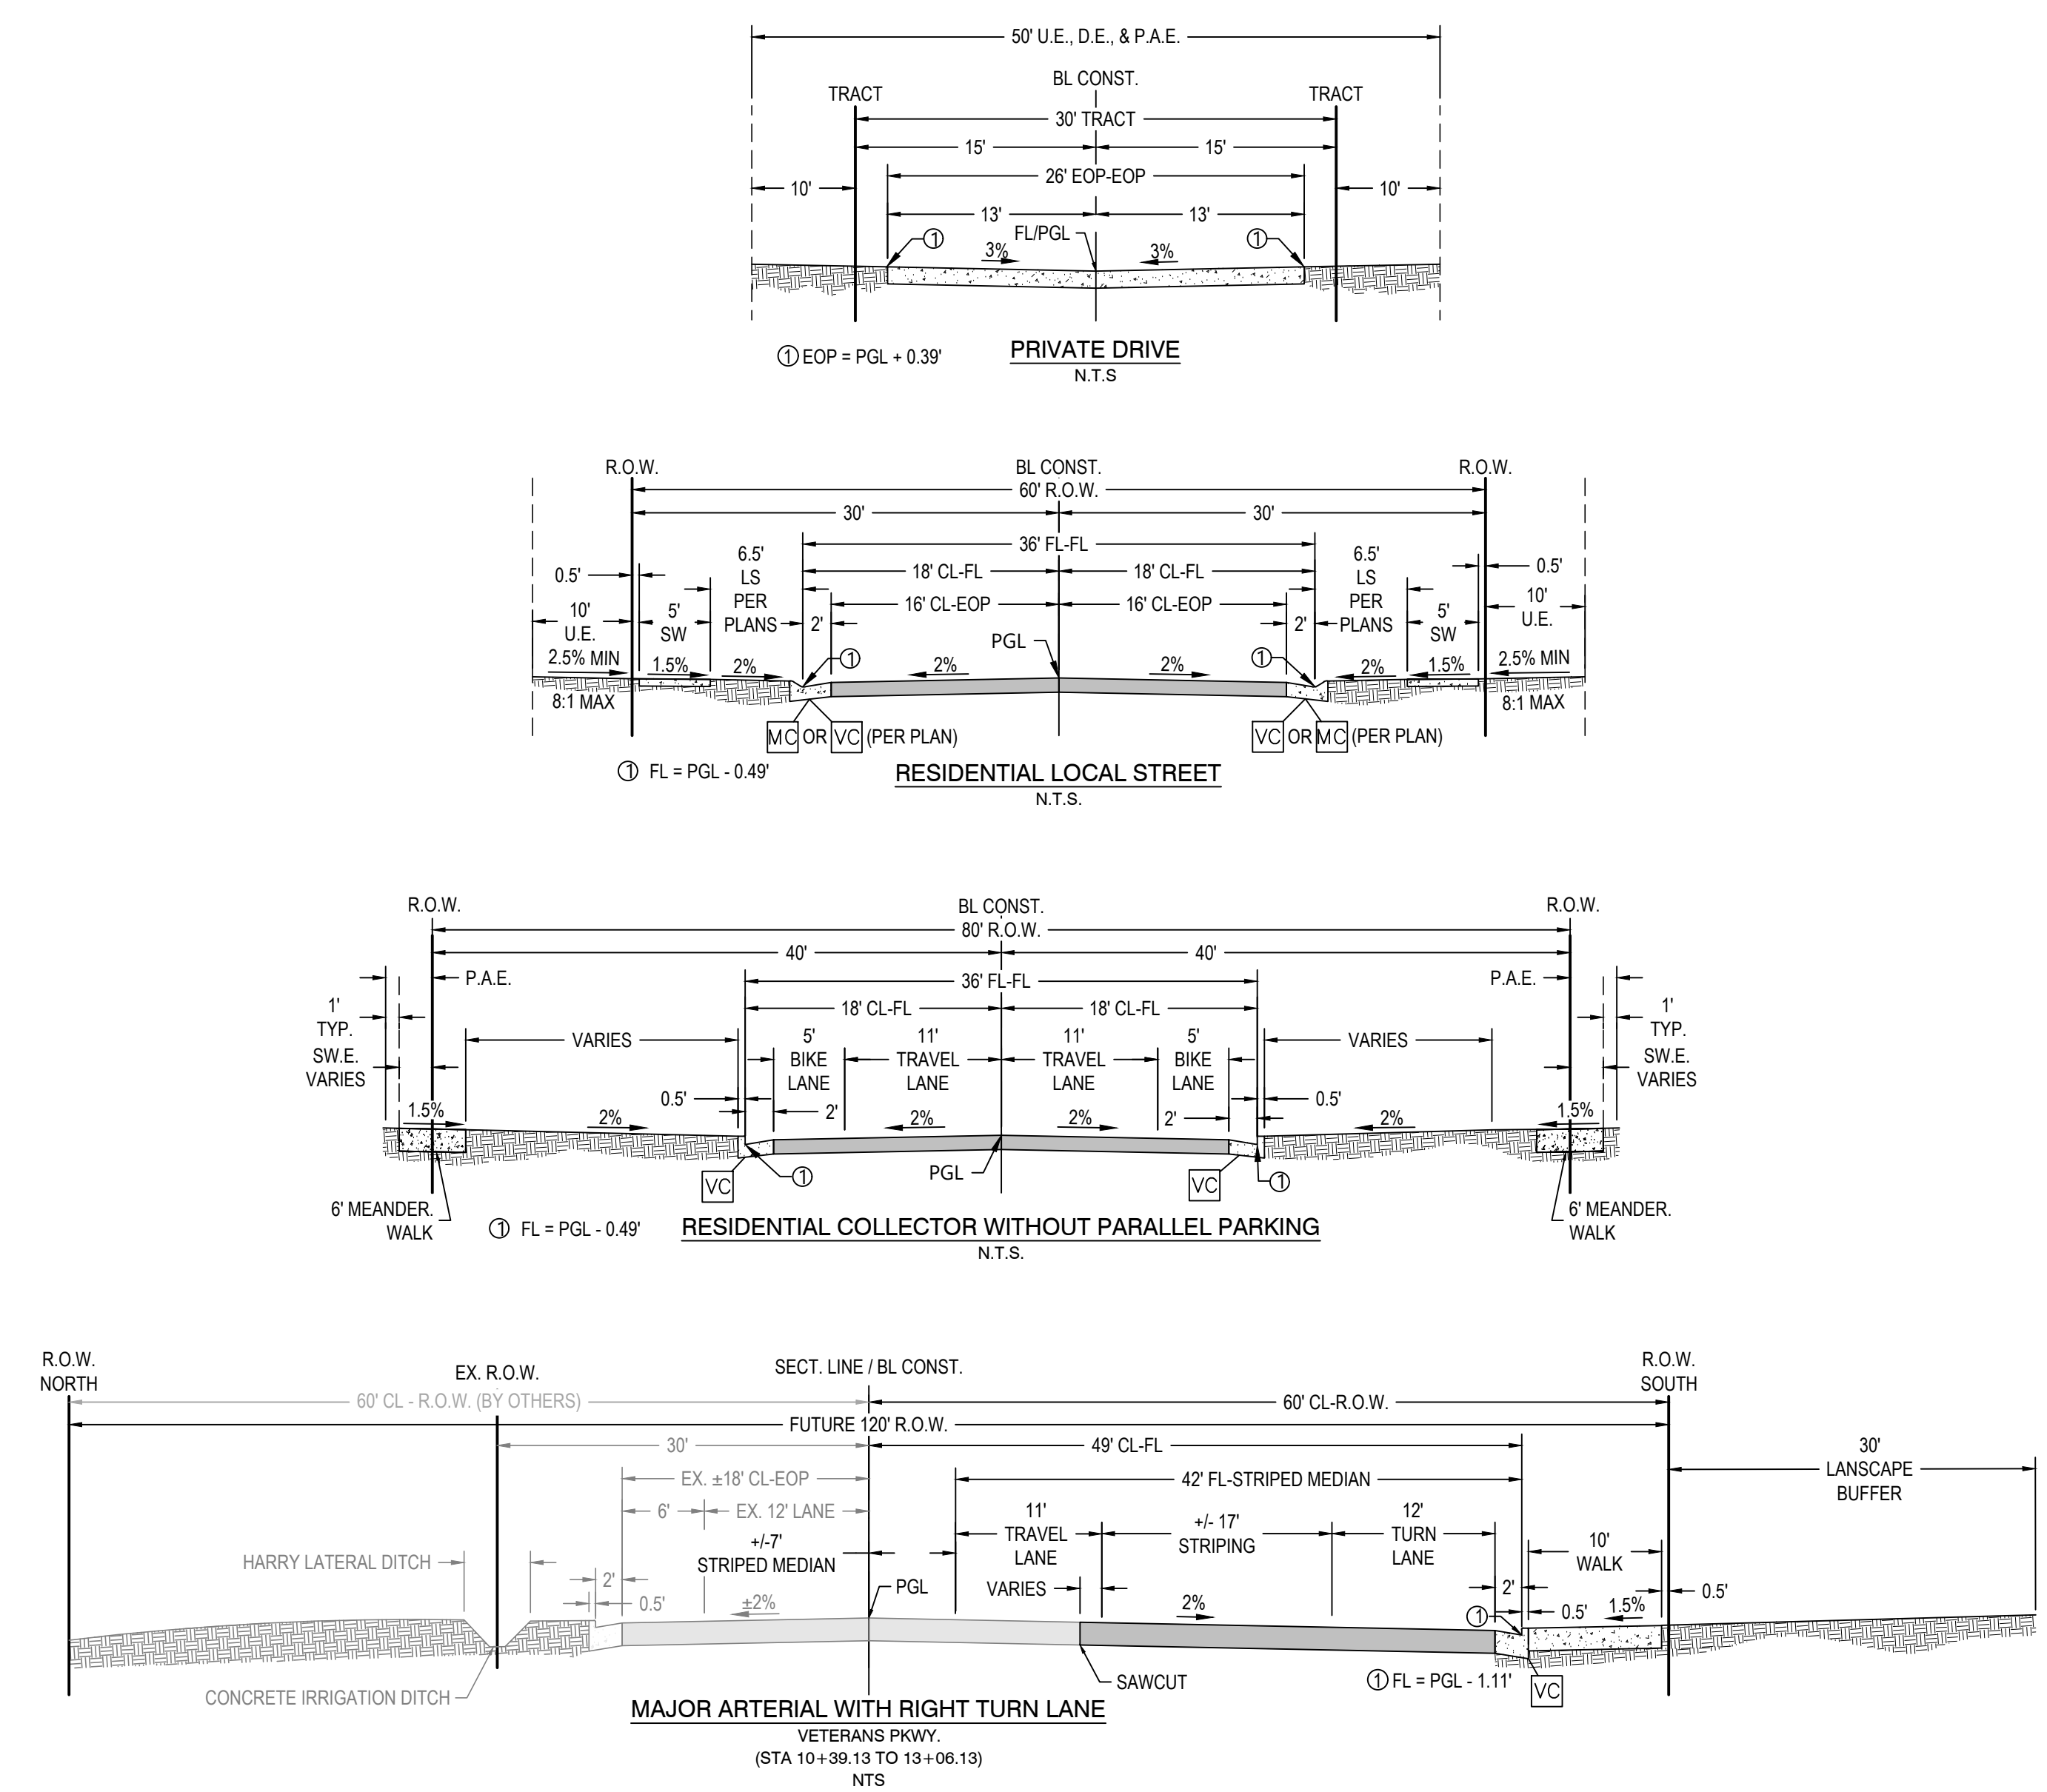 50' U.E., D.E., & P.A.E.
BL CONST.
TRACT TRACT
30' TRACT
15' 15'
26' EOP-EOP
10' 10'
13' 13'
① FL/PGL ①
3% 3%
① EOP = PGL + 0.39'
PRIVATE DRIVE
N.T.S
R.O.W. BL CONST. R.O.W.
60' R.O.W.
30' 30'
36' FL-FL
6.5' LS PER PLANS
6.5' LS PER PLANS
0.5' 18' CL-FL 18' CL-FL 0.5'
10' U.E.
5' SW
2' 16' CL-EOP 16' CL-EOP 2'
5' SW
10' U.E.
PGL
2.5% MIN 1.5% 2% ① 2% 2% ① 2% 1.5% 2.5% MIN
8:1 MAX 8:1 MAX
MC OR VC (PER PLAN) VC OR MC (PER PLAN)
① FL = PGL - 0.49'
RESIDENTIAL LOCAL STREET
N.T.S.
R.O.W. BL CONST. R.O.W.
80' R.O.W.
40' 40'
P.A.E. 36' FL-FL P.A.E.
1' TYP.
18' CL-FL 18' CL-FL
1' TYP.
VARIES VARIES
SW.E. VARIES
5' BIKE LANE
11' TRAVEL LANE
11' TRAVEL LANE
5' BIKE LANE
SW.E. VARIES
0.5' 0.5'
1.5% 2% 2' 2% 2% 2' 2% 1.5%
VC ① PGL VC ①
6' MEANDER.
WALK
6' MEANDER.
WALK
① FL = PGL - 0.49'
RESIDENTIAL COLLECTOR WITHOUT PARALLEL PARKING
N.T.S.
R.O.W.
NORTH
EX. R.O.W.
SECT. LINE / BL CONST.
R.O.W.
SOUTH
60' CL - R.O.W. (BY OTHERS) 60' CL-R.O.W.
FUTURE 120' R.O.W.
30' 49' CL-FL
30'
LANSCAPE
BUFFER
EX. ±18' CL-EOP 42' FL-STRIPED MEDIAN
6' EX. 12' LANE
11'
TRAVEL
LANE
+/- 17'
STRIPING
12'
TURN
LANE
+/-7'
STRIPED MEDIAN
10'
WALK
HARRY LATERAL DITCH
2' PGL VARIES 2' 0.5'
0.5' ±2% 2% ① 0.5' 1.5%
CONCRETE IRRIGATION DITCH
SAWCUT
① FL = PGL - 1.11'
VC
MAJOR ARTERIAL WITH RIGHT TURN LANE
VETERANS PKWY.
(STA 10+39.13 TO 13+06.13)
NTS